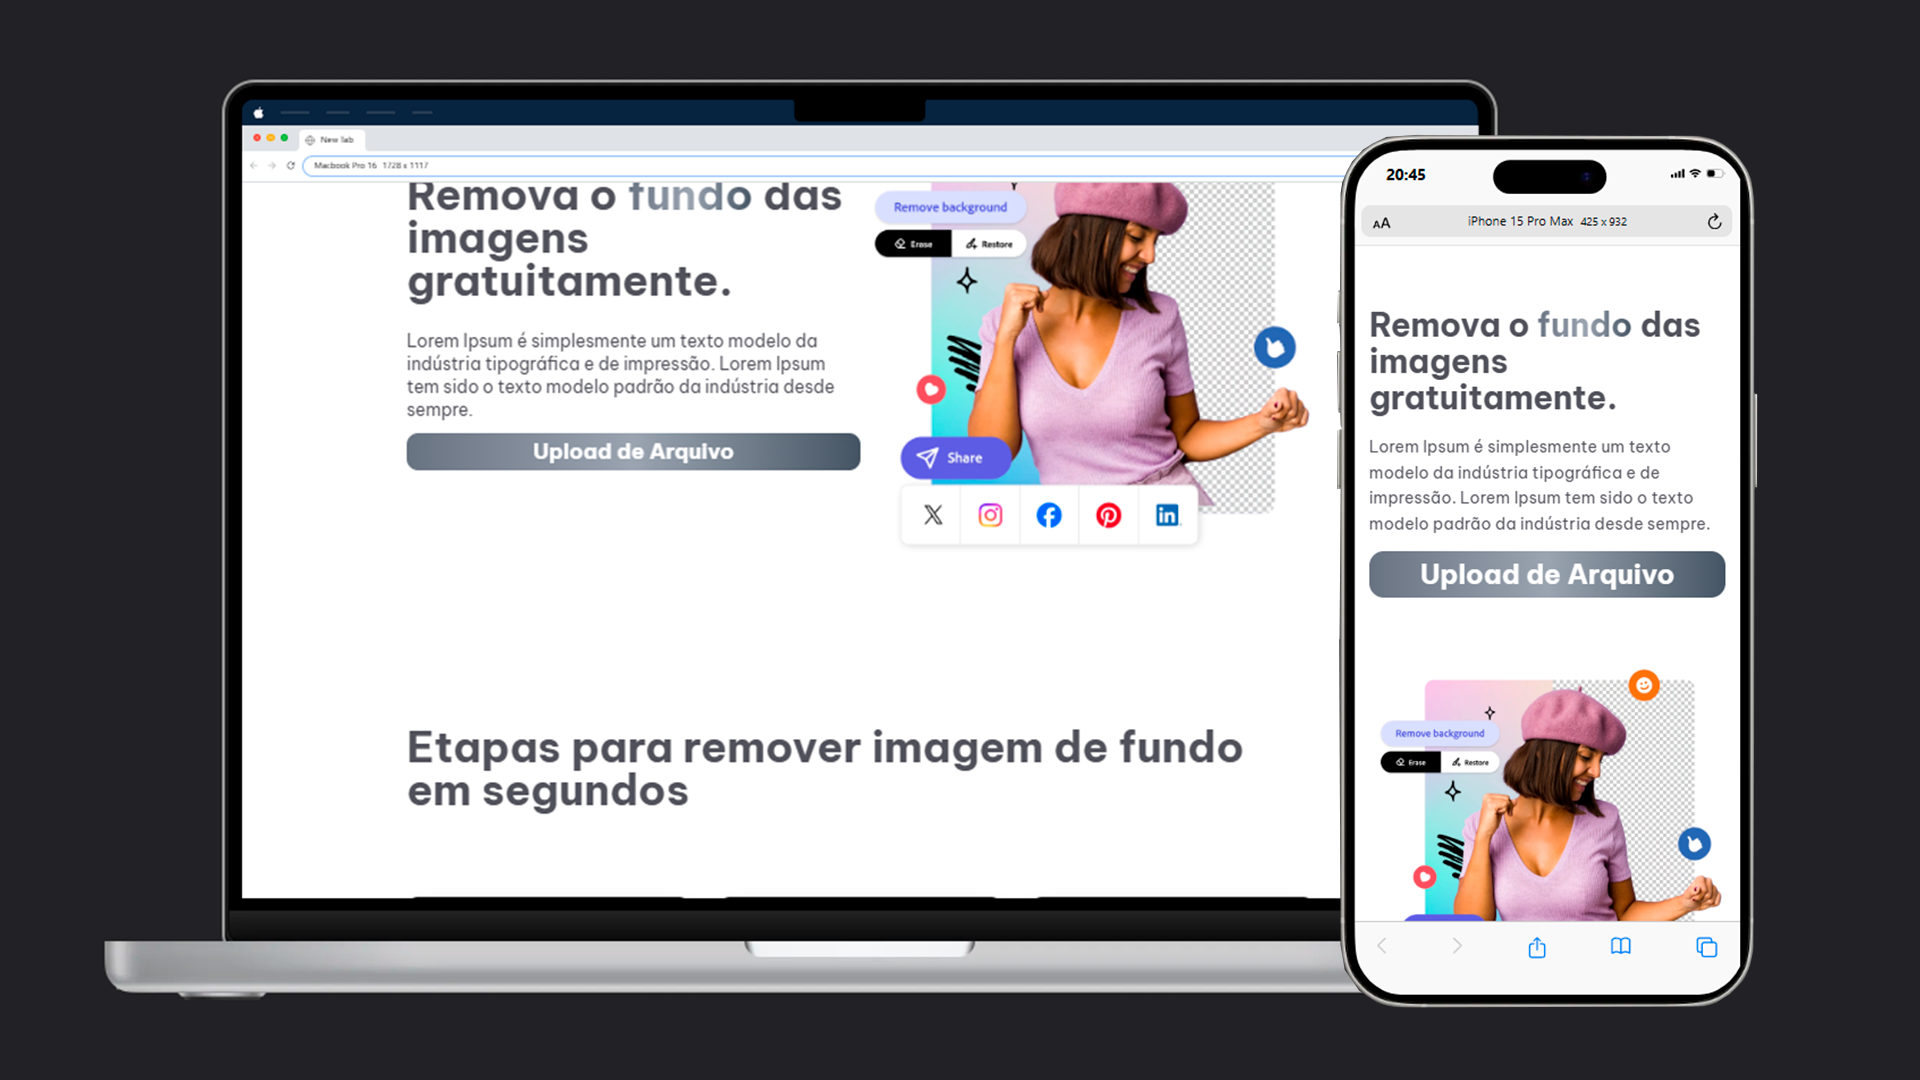 New Tab
Macbook Pro 16 1728 x 1117
Remova o fundo das
imagens
gratuitamente.
Lorem Ipsum é simplesmente um texto modelo da
indústria tipográfica e de impressão. Lorem Ipsum
tem sido o texto modelo padrão da indústria desde
sempre.
Upload de Arquivo
Remove background
Erase
Restore
Share
Etapas para remover imagem de fundo
em segundos
20:45
AA
iPhone 15 Pro Max 425 x 932
Remova o fundo das
imagens
gratuitamente.
Lorem Ipsum é simplesmente um texto
modelo da indústria tipográfica e de
impressão. Lorem Ipsum tem sido o texto
modelo padrão da indústria desde sempre.
Upload de Arquivo
Remove background
Erase
Restore